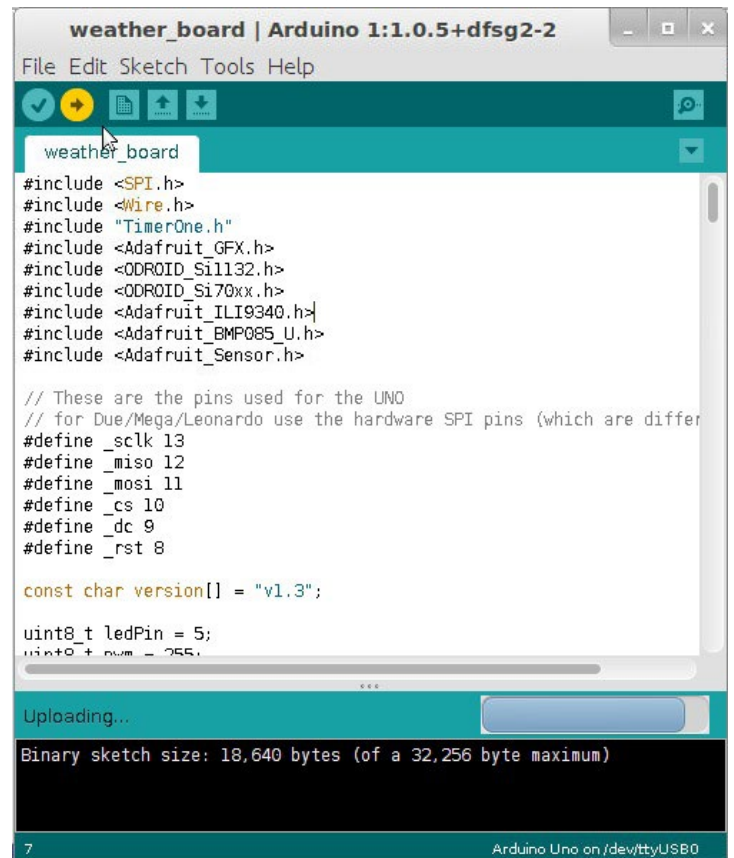 weather_board | Arduino 1:1.0.5+dfsg2-2
File Edit Sketch Tools Help
weather_board
#include <SPI.h>
#include <Wire.h>
#include "TimerOne.h"
#include <Adafruit_GFX.h>
#include <ODROID_Si1132.h>
#include <ODROID_Si70xx.h>
#include <Adafruit_ILI9340.h>
#include <Adafruit_BMP085_U.h>
#include <Adafruit_Sensor.h>
// These are the pins used for the UNO
// for Due/Mega/Leonardo use the hardware SPI pins (which are differ
#define _sclk 13
#define _miso 12
#define _mosi 11
#define _cs 10
#define _dc 9
#define _rst 8
const char version[] = "v1.3";
uint8_t ledPin = 5;
uint8_t pwm = 255;
Uploading...
Binary sketch size: 18,640 bytes (of a 32,256 byte maximum)
7
Arduino Uno on /dev/ttyUSB0